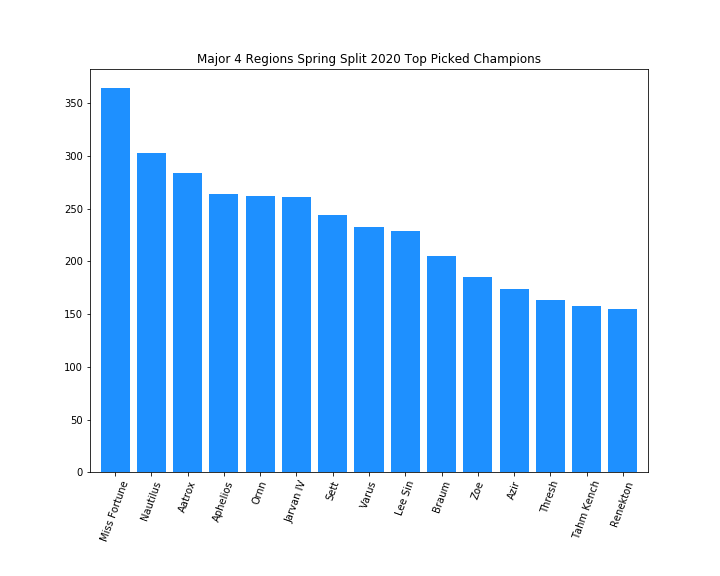 Major 4 Regions Spring Split 2020 Top Picked Champions
350
300
250
200
150
100
50
0
Miss Fortune
Nautilus
Aatrox
Aphelios
Ornn
Jarvan IV
Sett
Varus
Lee Sin
Braum
Zoe
Azir
Thresh
Tahm Kench
Renekton